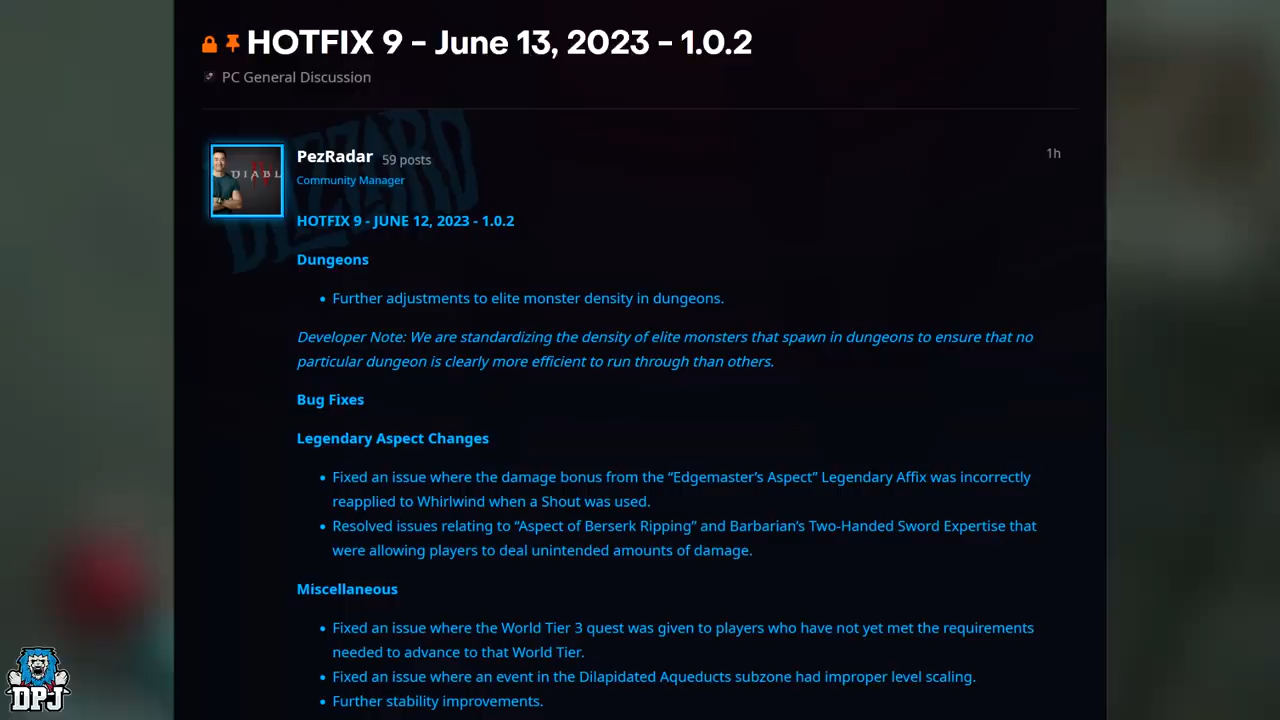 HOTFIX 9 - June 13, 2023 - 1.0.2
PC General Discussion
BLIZZARD
PezRadar 59 posts 1h
DIABL
Community Manager
HOTFIX 9 - JUNE 12, 2023 - 1.0.2
Dungeons
• Further adjustments to elite monster density in dungeons.
Developer Note: We are standardizing the density of elite monsters that spawn in dungeons to ensure that no
particular dungeon is clearly more efficient to run through than others.
Bug Fixes
Legendary Aspect Changes
• Fixed an issue where the damage bonus from the “Edgemaster’s Aspect” Legendary Affix was incorrectly
reapplied to Whirlwind when a Shout was used.
• Resolved issues relating to “Aspect of Berserk Ripping” and Barbarian’s Two-Handed Sword Expertise that
were allowing players to deal unintended amounts of damage.
Miscellaneous
• Fixed an issue where the World Tier 3 quest was given to players who have not yet met the requirements
needed to advance to that World Tier.
• Fixed an issue where an event in the Dilapidated Aqueducts subzone had improper level scaling.
• Further stability improvements.
DPJ